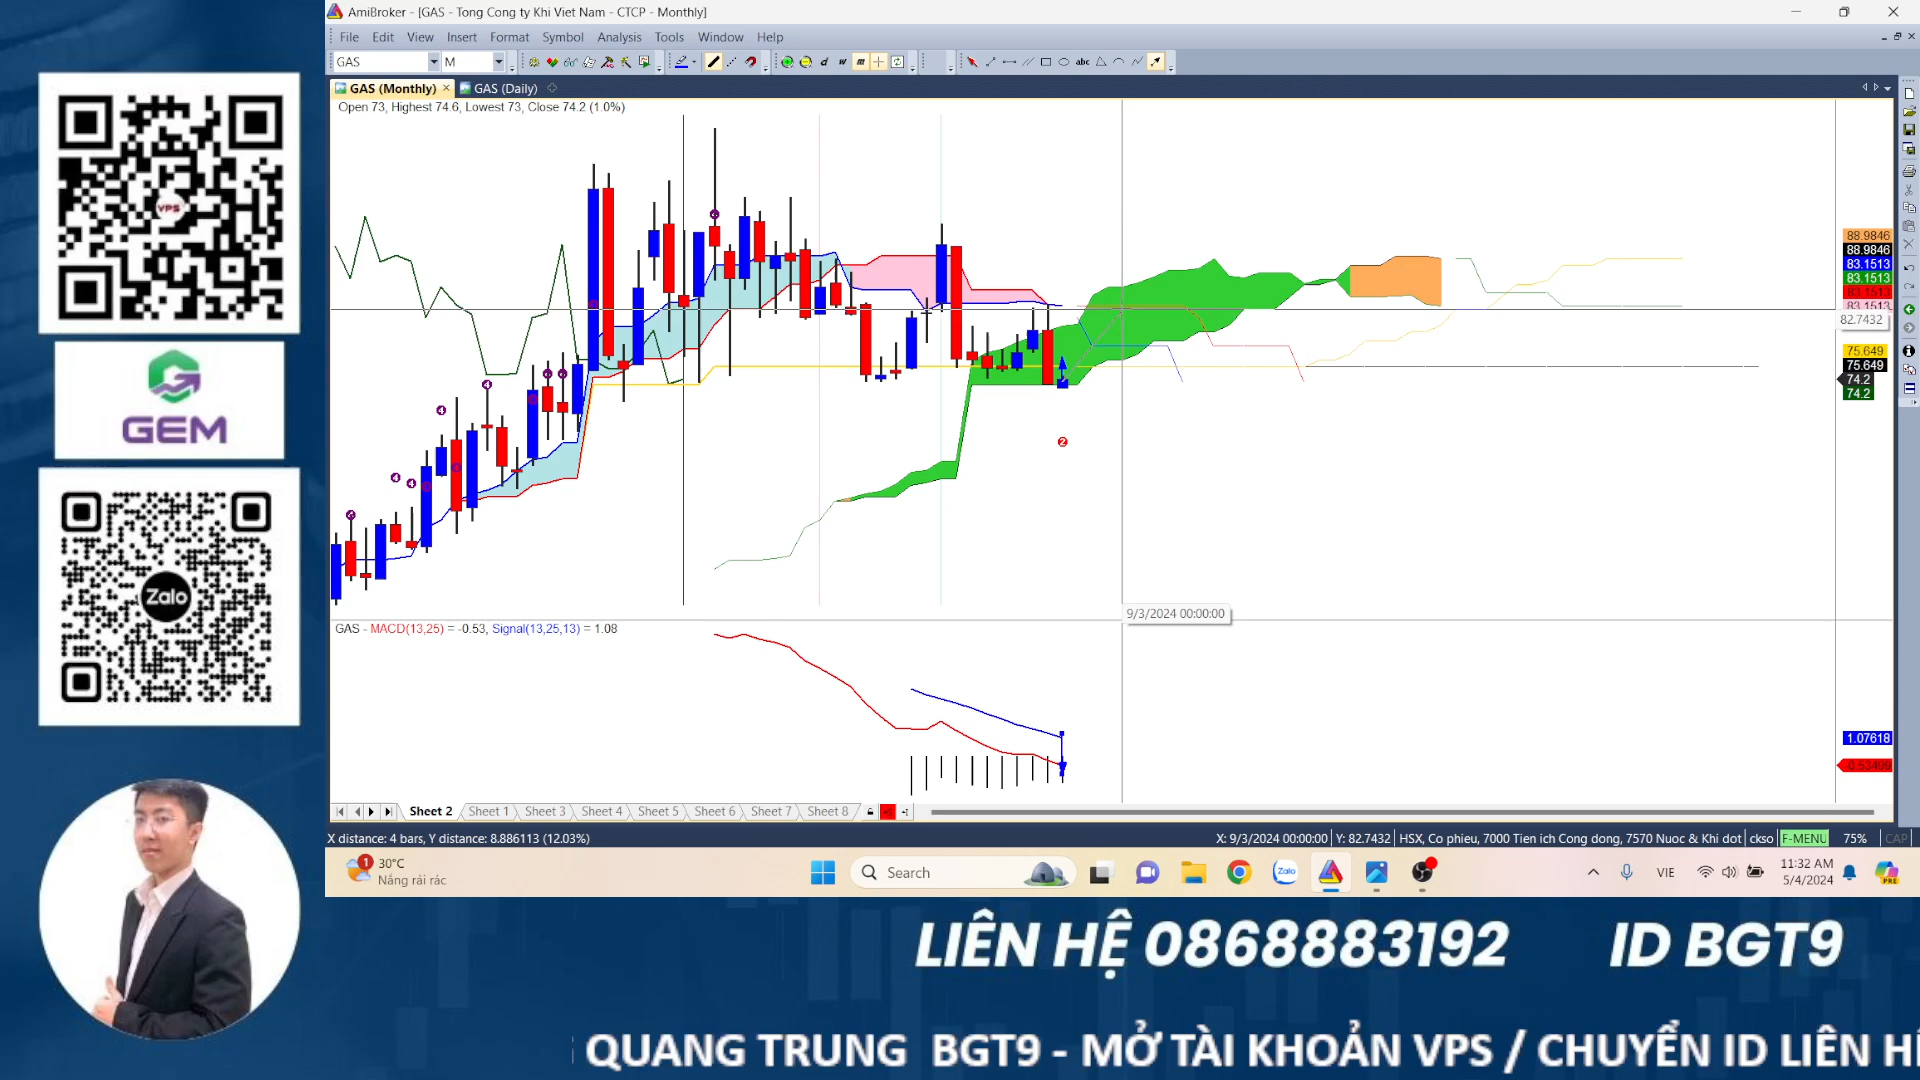 AmiBroker - [GAS - Tong Cong ty Khi Viet Nam - CTCP - Monthly]
File Edit View Insert Format Symbol Analysis Tools Window Help
GAS M
GAS (Monthly) GAS (Daily)
Open 73, Highest 74.6, Lowest 73, Close 74.2 (1.0%)
88.9846
88.9846
83.1513
83.1513
83.1513
83.1513
82.7432
75.649
75.649
74.2
74.2
9/3/2024 00:00:00
GAS - MACD(13,25) = -0.53, Signal(13,25,13) = 1.08
1.07618
-0.53499
Sheet 2 Sheet 1 Sheet 3 Sheet 4 Sheet 5 Sheet 6 Sheet 7 Sheet 8
X distance: 4 bars, Y distance: 8.886113 (12.03%)
X: 9/3/2024 00:00:00 Y: 82.7432 HSX, Co phieu, 7000 Tien ich Cong dong, 7570 Nuoc & Khi dot ckso F-MENU 75% CAP
30°C
Nắng rải rác
Search
VIE
11:32 AM
5/4/2024
VPS
GEM
Zalo
LIÊN HỆ 0868883192 ID BGT9
QUANG TRUNG BGT9 - MỞ TÀI KHOẢN VPS / CHUYỂN ID LIÊN